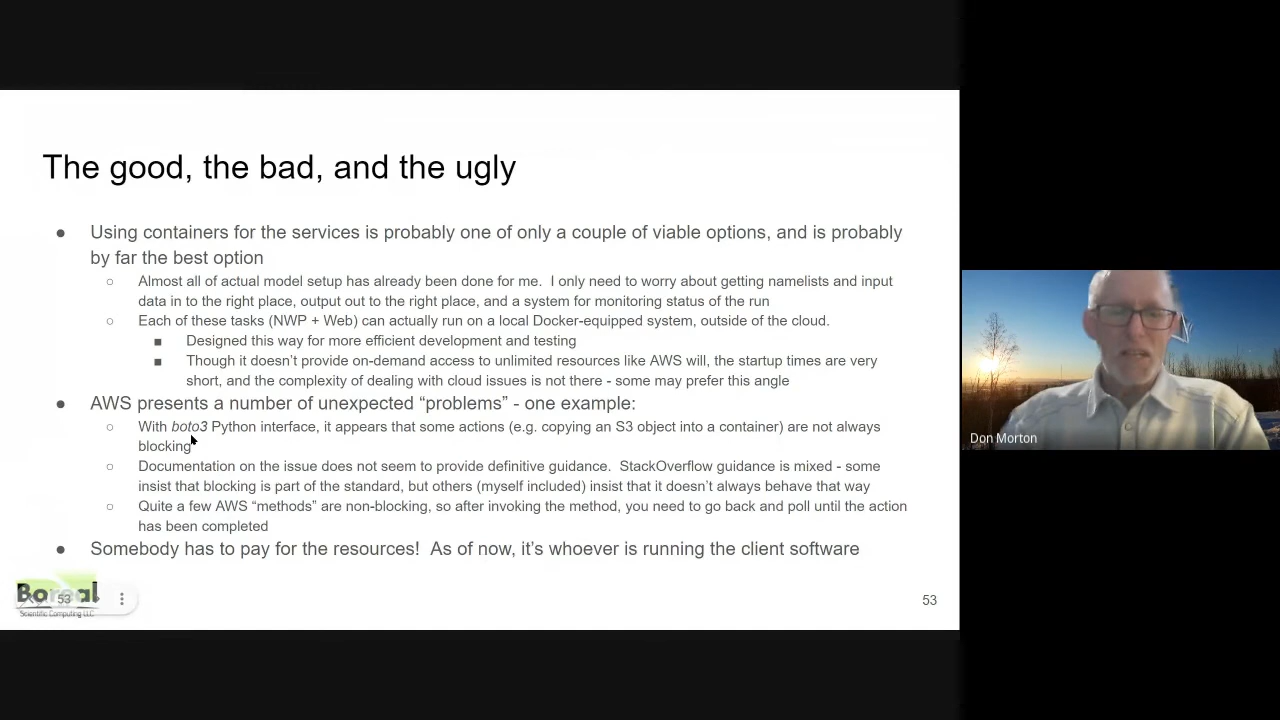 The good, the bad, and the ugly
● Using containers for the services is probably one of only a couple of viable options, and is probably
by far the best option
○ Almost all of actual model setup has already been done for me.  I only need to worry about getting namelists and input
data in to the right place, output out to the right place, and a system for monitoring status of the run
○ Each of these tasks (NWP + Web) can actually run on a local Docker-equipped system, outside of the cloud.
■ Designed this way for more efficient development and testing
■ Though it doesn’t provide on-demand access to unlimited resources like AWS will, the startup times are very
short, and the complexity of dealing with cloud issues is not there - some may prefer this angle
● AWS presents a number of unexpected “problems” - one example:
○ With boto3 Python interface, it appears that some actions (e.g. copying an S3 object into a container) are not always
blocking
○ Documentation on the issue does not seem to provide definitive guidance.  StackOverflow guidance is mixed - some
insist that blocking is part of the standard, but others (myself included) insist that it doesn’t always behave that way
○ Quite a few AWS “methods” are non-blocking, so after invoking the method, you need to go back and poll until the action
has been completed
● Somebody has to pay for the resources!  As of now, it’s whoever is running the client software
Boreal
53
Scientific Computing LLC
53
Don Morton